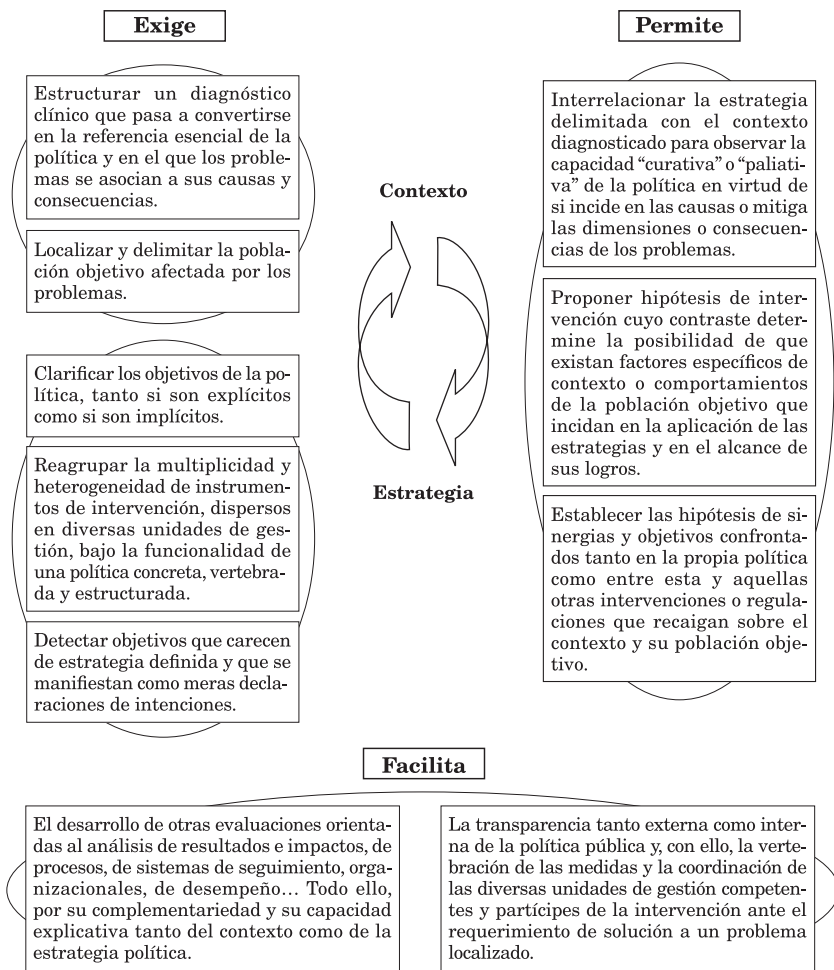 Exige
Estructurar un diagnóstico
clínico que pasa a convertirse
en la referencia esencial de la
política y en el que los proble-
mas se asocian a sus causas y
consecuencias.
Localizar y delimitar la pobla-
ción objetivo afectada por los
problemas.
Clarificar los objetivos de la po-
lítica, tanto si son explícitos
como si son implícitos.
Reagrupar la multiplicidad y
heterogeneidad de instrumen-
tos de intervención, dispersos
en diversas unidades de ges-
tión, bajo la funcionalidad de
una política concreta, vertebra-
da y estructurada.
Detectar objetivos que carecen
de estrategia definida y que se
manifiestan como meras decla-
raciones de intenciones.
Contexto
Estrategia
Permite
Interrelacionar la estrategia
delimitada con el contexto
diagnosticado para observar la
capacidad “curativa” o “paliati-
va” de la política en virtud de
si incide en las causas o mitiga
las dimensiones o consecuen-
cias de los problemas.
Proponer hipótesis de inter-
vención cuyo contraste deter-
mine la posibilidad de que
existan factores específicos de
contexto o comportamientos
de la población objetivo que
incidan en la aplicación de las
estrategias y en el alcance de
sus logros.
Establecer las hipótesis de si-
nergias y objetivos confronta-
dos tanto en la propia política
como entre esta y aquellas
otras intervenciones o regula-
ciones que recaigan sobre el
contexto y su población obje-
tivo.
Facilita
El desarrollo de otras evaluaciones orienta-
das al análisis de resultados e impactos, de
procesos, de sistemas de seguimiento, orga-
nizacionales, de desempeño… Todo ello,
por su complementariedad y su capacidad
explicativa tanto del contexto como de la
estrategia política.
La transparencia tanto externa como inter-
na de la política pública y, con ello, la verte-
bración de las medidas y la coordinación de
las diversas unidades de gestión competen-
tes y partícipes de la intervención ante el
requerimiento de solución a un problema
localizado.